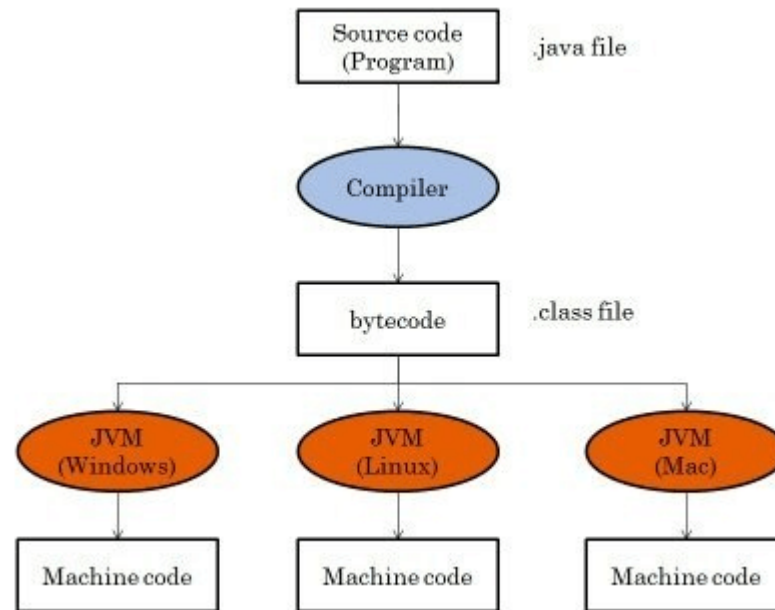 Source code
(Program)
.java file
Compiler
bytecode
.class file
JVM
(Windows)
JVM
(Linux)
JVM
(Mac)
Machine code
Machine code
Machine code